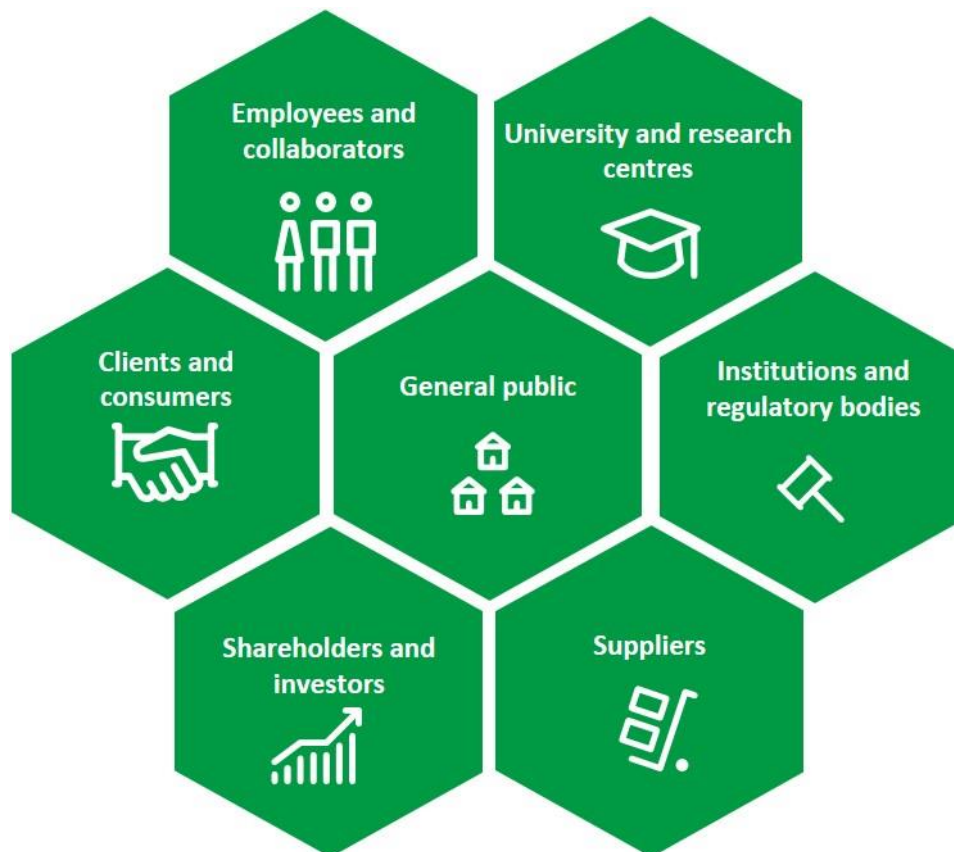 Employees and
collaborators
University and research
centres
Clients and
consumers
General public
Institutions and
regulatory bodies
Shareholders and
investors
Suppliers